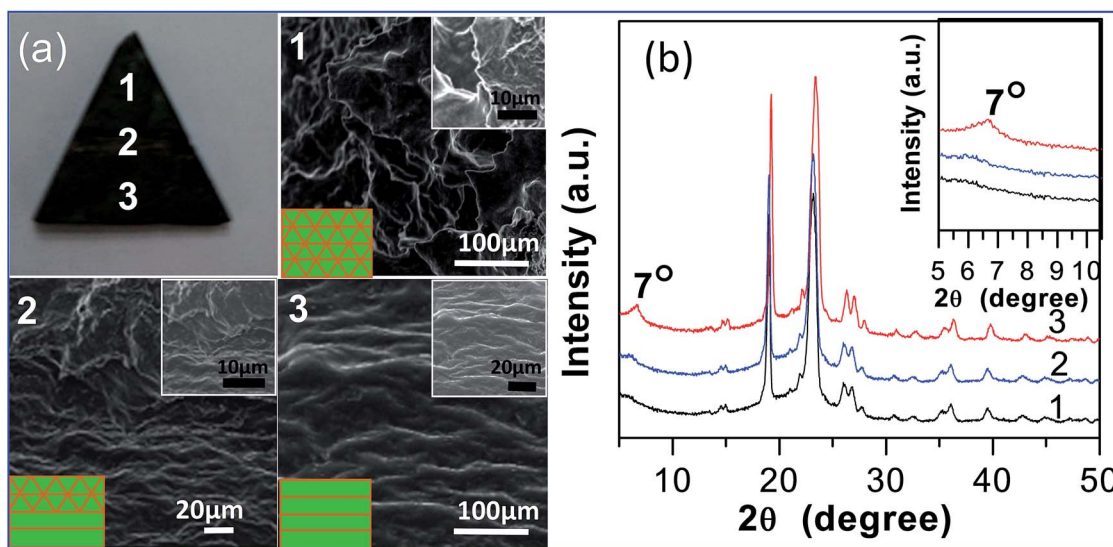 (a)
1
2
3
1
10μm
100μm
2
10μm
20μm
3
20μm
100μm
(b)
Intensity (a.u.)
7°
3
2
1
10 20 30 40 50
2θ (degree)
Intensity (a.u.)
7°
5 6 7 8 9 10
2θ (degree)